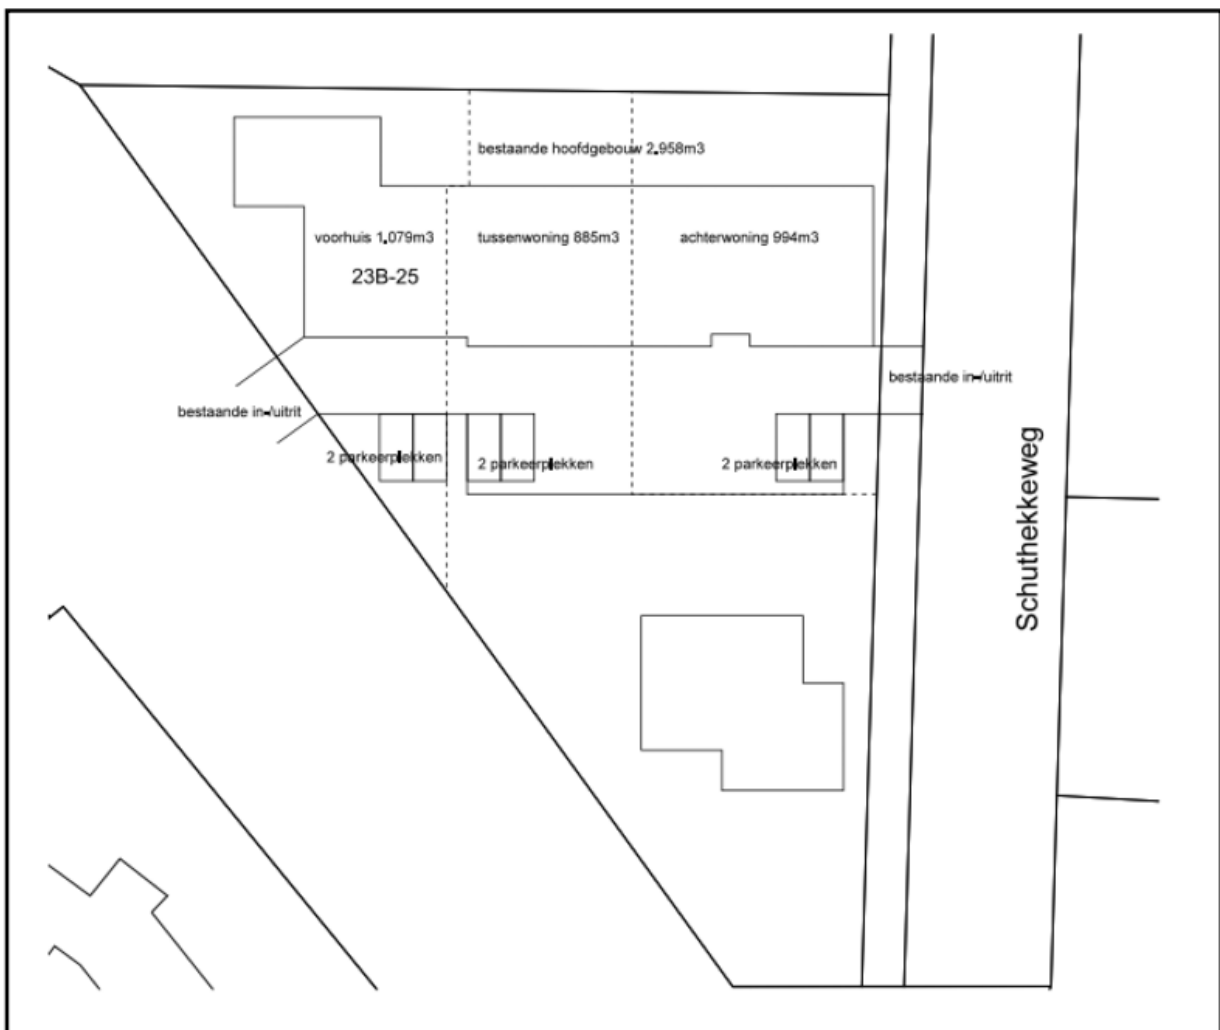 bestaande hoofdgebouw 2.958m3
voorhuis 1.079m3
tussenwoning 885m3
achterwoning 994m3
23B-25
bestaande in-/uitrit
bestaande in-/uitrit
2 parkeerplekken
2 parkeerplekken
2 parkeerplekken
Schuthekkeweg